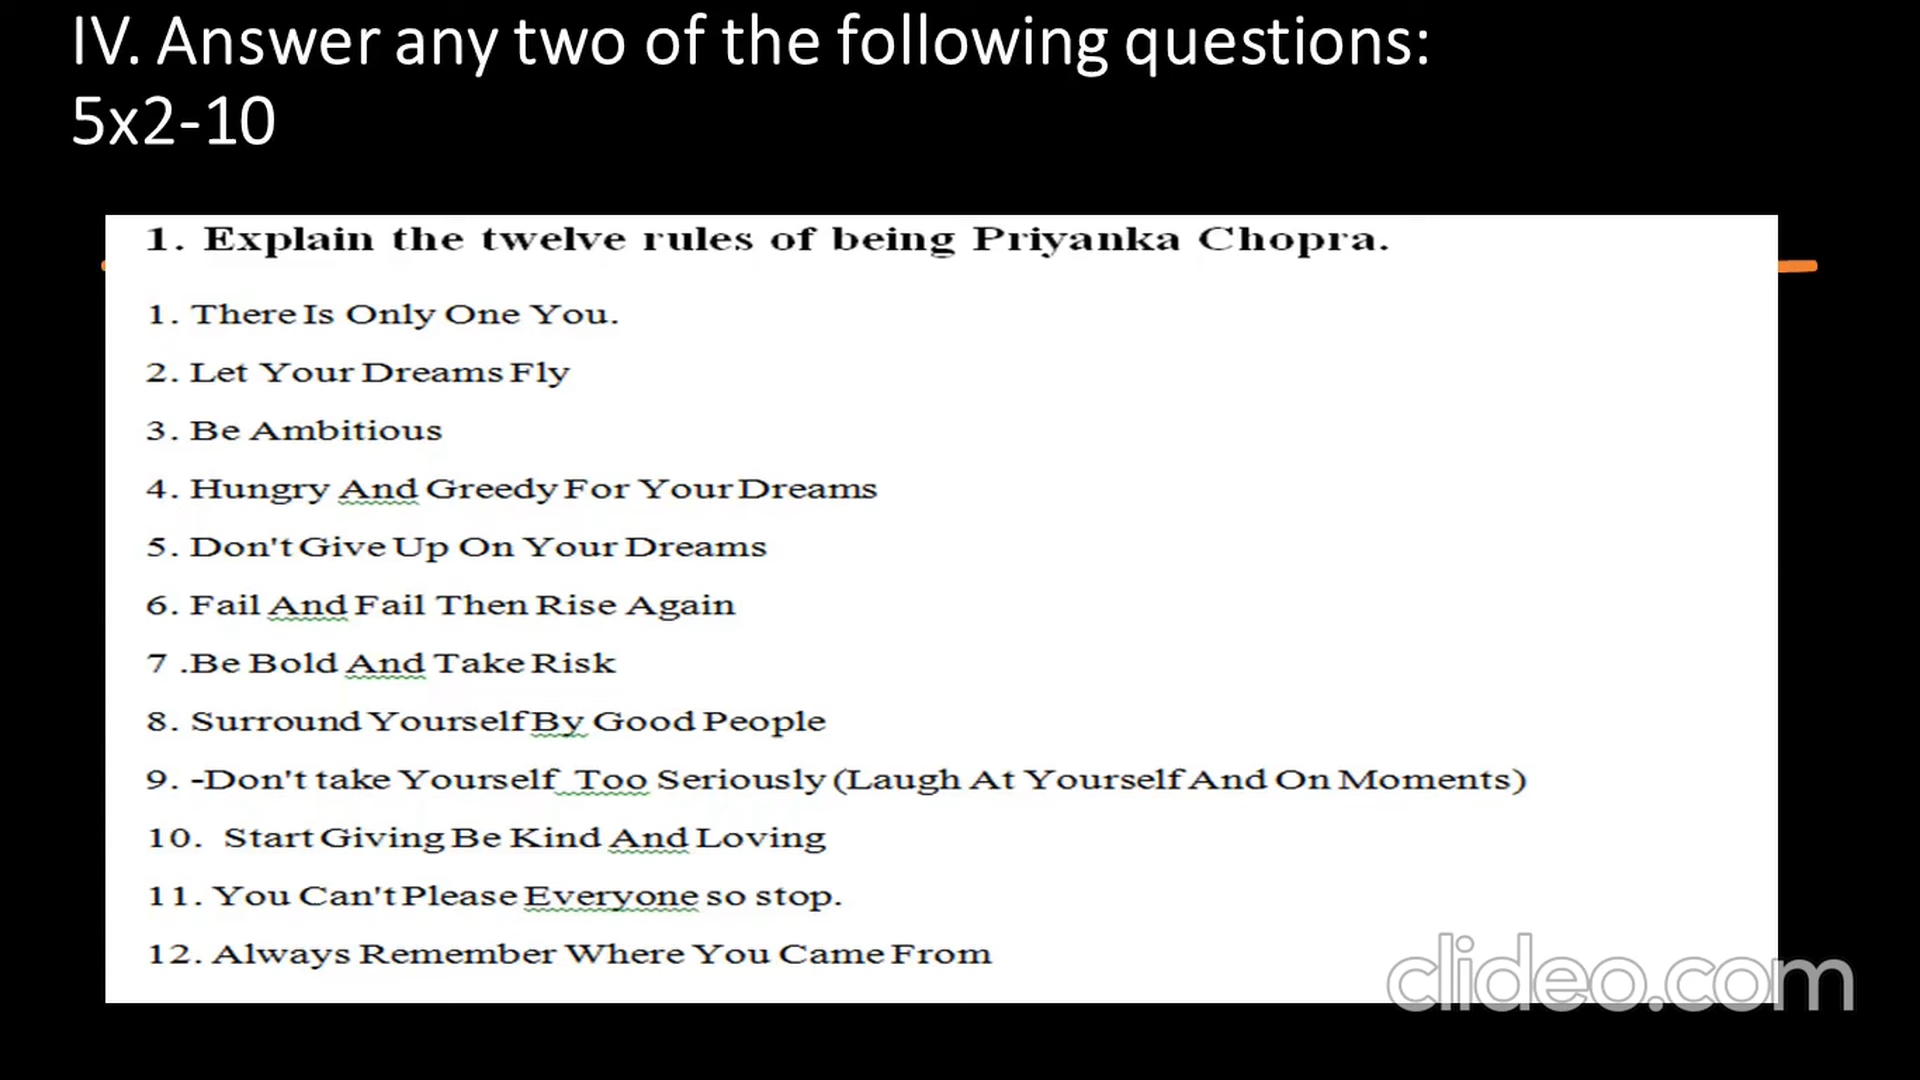 IV. Answer any two of the following questions:
5x2-10
1. Explain the twelve rules of being Priyanka Chopra.
1. There Is Only One You.
2. Let Your Dreams Fly
3. Be Ambitious
4. Hungry And Greedy For Your Dreams
5. Don't Give Up On Your Dreams
6. Fail And Fail Then Rise Again
7 .Be Bold And Take Risk
8. Surround Yourself By Good People
9. -Don't take Yourself Too Seriously (Laugh At Yourself And On Moments)
10. Start Giving Be Kind And Loving
11. You Can't Please Everyone so stop.
12. Always Remember Where You Came From
clideo.com